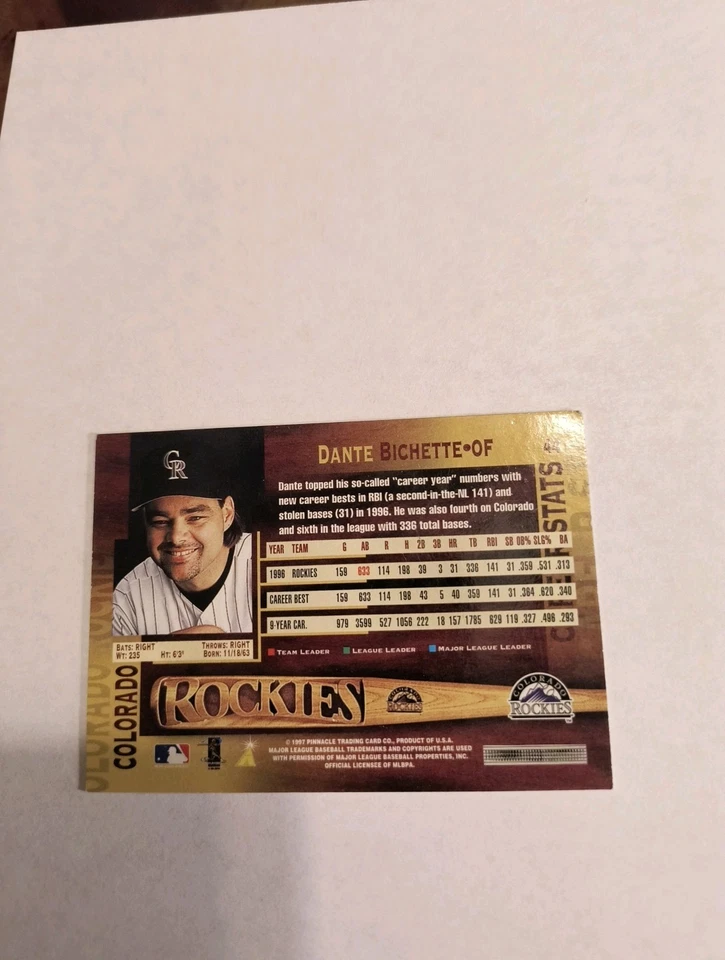 DANTE BICHETTE•OF
Dante topped his so-called "career year" numbers with
new career bests in RBI (a second-in-the-NL 141) and
stolen bases (31) in 1996. He was also fourth on Colorado
and sixth in the league with 336 total bases.
YEAR TEAM G AB R H 2B 3B HR TB RBI SB OB% SLG% BA
1996 ROCKIES 159 633 114 198 39 3 31 336 141 31 .359 .531 .313
CAREER BEST 159 633 114 198 43 5 40 359 141 31 .364 .620 .340
9-YEAR CAR. 979 3599 527 1056 222 18 157 1785 629 119 .327 .496 .293
TEAM LEADER LEAGUE LEADER MAJOR LEAGUE LEADER
BATS: RIGHT THROWS: RIGHT
WT: 235 HT: 6'3" BORN: 11/18/63
CR
COLORADO
STATS
ROCKIES
ROCKIES
COLORADO
ROCKIES
© 1997 PINNACLE TRADING CARD CO., PRODUCT OF U.S.A.
MAJOR LEAGUE BASEBALL TRADEMARKS AND COPYRIGHTS ARE USED
WITH PERMISSION OF MAJOR LEAGUE BASEBALL PROPERTIES, INC.
OFFICIAL LICENSEE OF MLBPA.